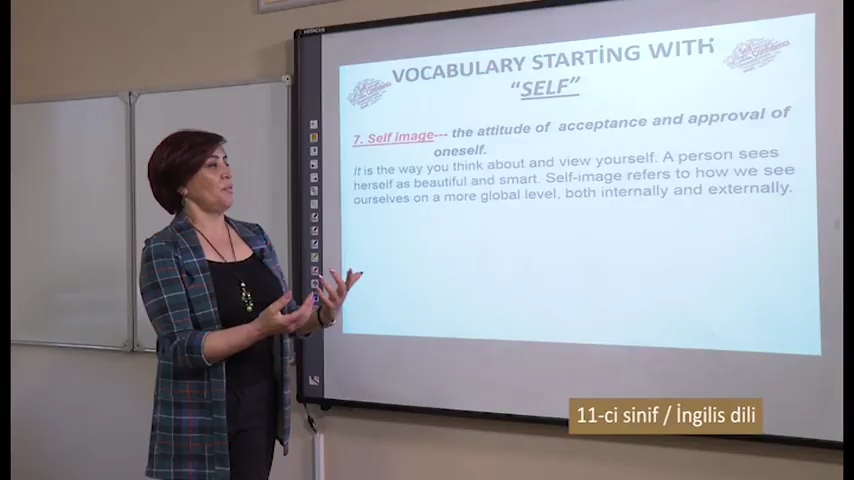 HITACHI
VOCABULARY STARTİNG WITH
“SELF”
7. Self image--- the attitude of acceptance and approval of
oneself.
It is the way you think about and view yourself. A person sees
herself as beautiful and smart. Self-image refers to how we see
ourselves on a more global level, both internally and externally.
11-ci sinif / İngilis dili